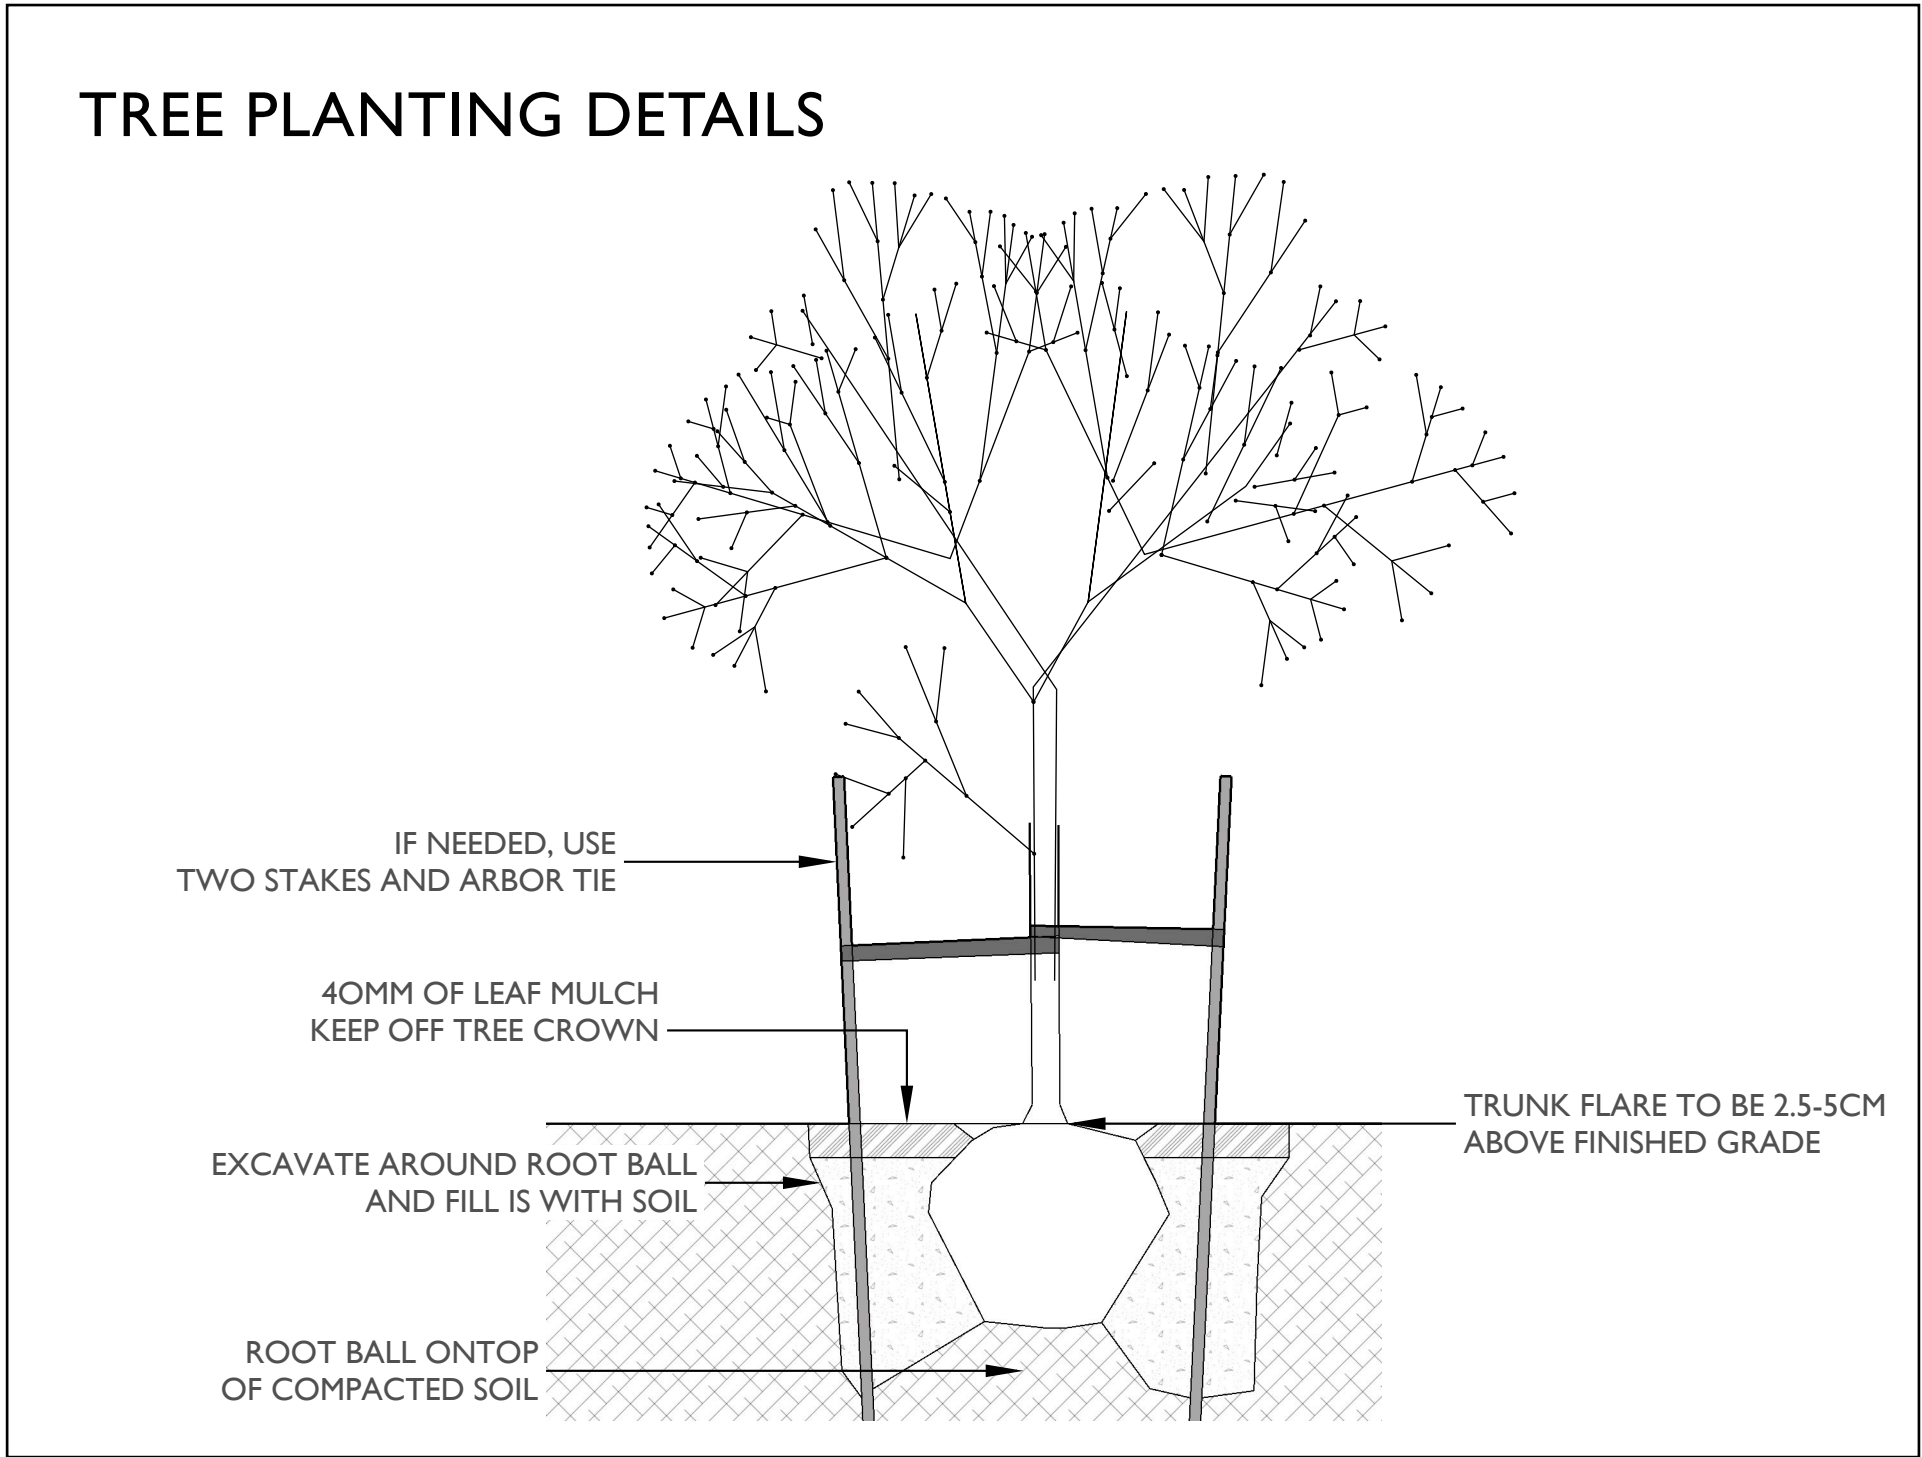 TREE PLANTING DETAILS
IF NEEDED, USE
TWO STAKES AND ARBOR TIE
4OMM OF LEAF MULCH
KEEP OFF TREE CROWN
TRUNK FLARE TO BE 2.5-5CM
ABOVE FINISHED GRADE
EXCAVATE AROUND ROOT BALL
AND FILL IS WITH SOIL
ROOT BALL ONTOP
OF COMPACTED SOIL